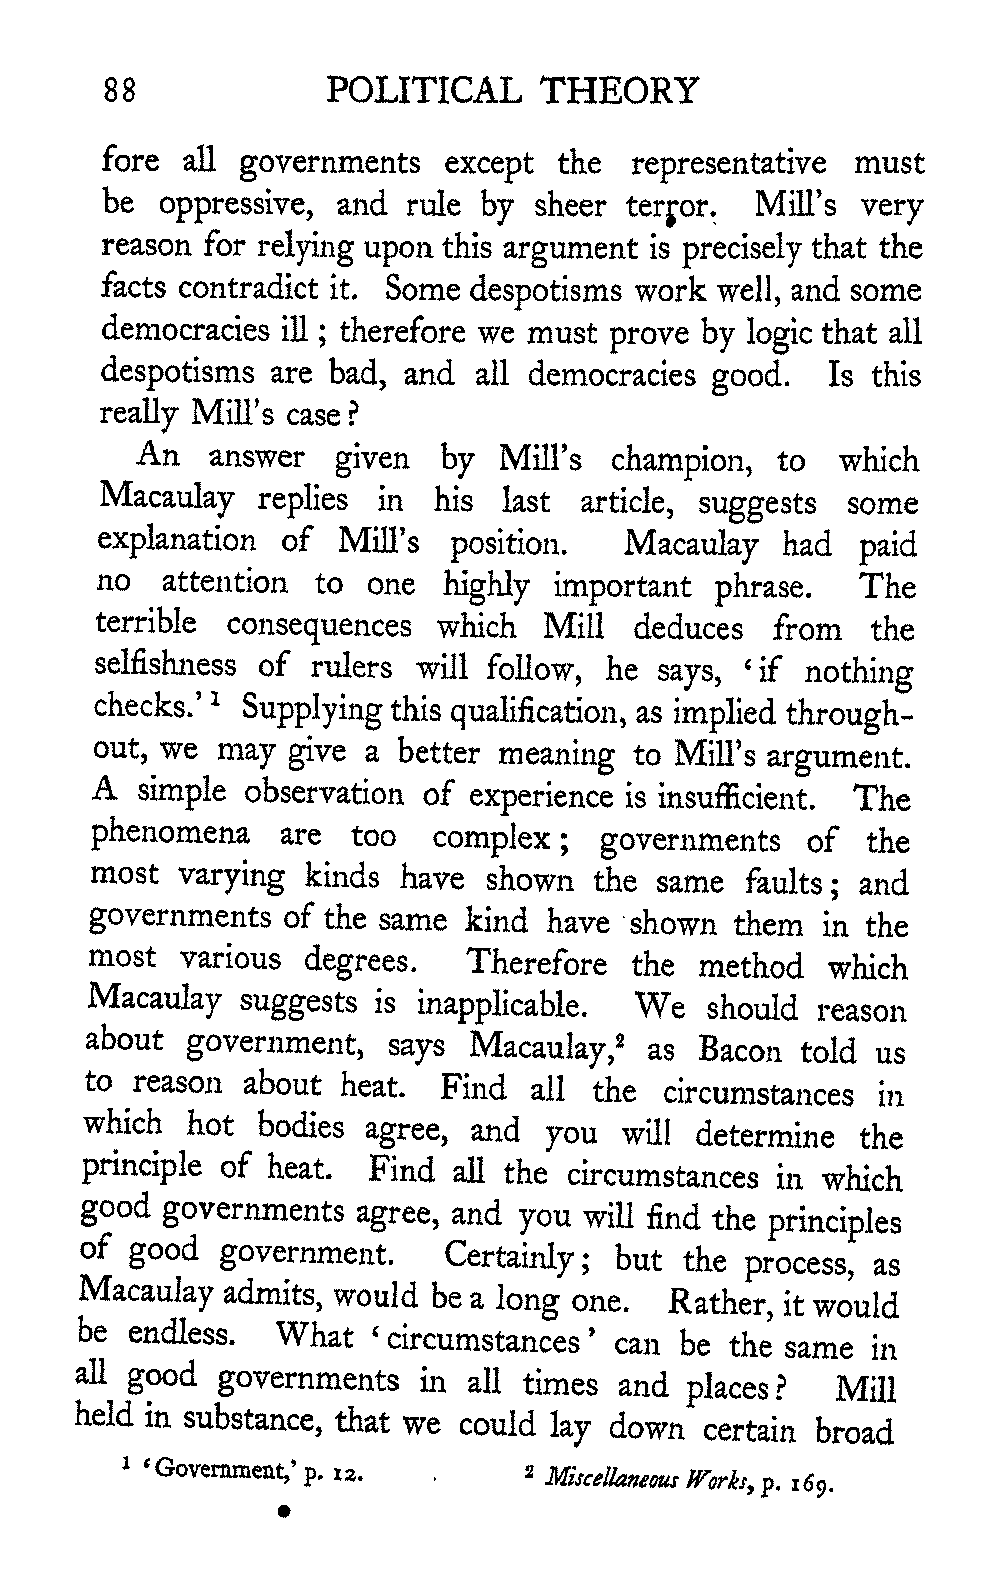 88 POLITICAL THEORY
fore all governments except the representative must
be oppressive, and rule by sheer terror. Mill's very
reason for relying upon this argument is precisely that the
facts contradict it. Some despotisms work well, and some
democracies ill ; therefore we must prove by logic that all
despotisms are bad, and all democracies good. Is this
really Mill's case?
An answer given by Mill's champion, to which
Macaulay replies in his last article, suggests some
explanation of Mill's position. Macaulay had paid
no attention to one highly important phrase. The
terrible consequences which Mill deduces from the
selfishness of rulers will follow, he says, ‘if nothing
checks.’ ¹ Supplying this qualification, as implied through-
out, we may give a better meaning to Mill's argument.
A simple observation of experience is insufficient. The
phenomena are too complex ; governments of the
most varying kinds have shown the same faults ; and
governments of the same kind have shown them in the
most various degrees. Therefore the method which
Macaulay suggests is inapplicable. We should reason
about government, says Macaulay,² as Bacon told us
to reason about heat. Find all the circumstances in
which hot bodies agree, and you will determine the
principle of heat. Find all the circumstances in which
good governments agree, and you will find the principles
of good government. Certainly ; but the process, as
Macaulay admits, would be a long one. Rather, it would
be endless. What ‘circumstances’ can be the same in
all good governments in all times and places? Mill
held in substance, that we could lay down certain broad
¹ ‘Government,’ p. 12. ² Miscellaneous Works, p. 169.